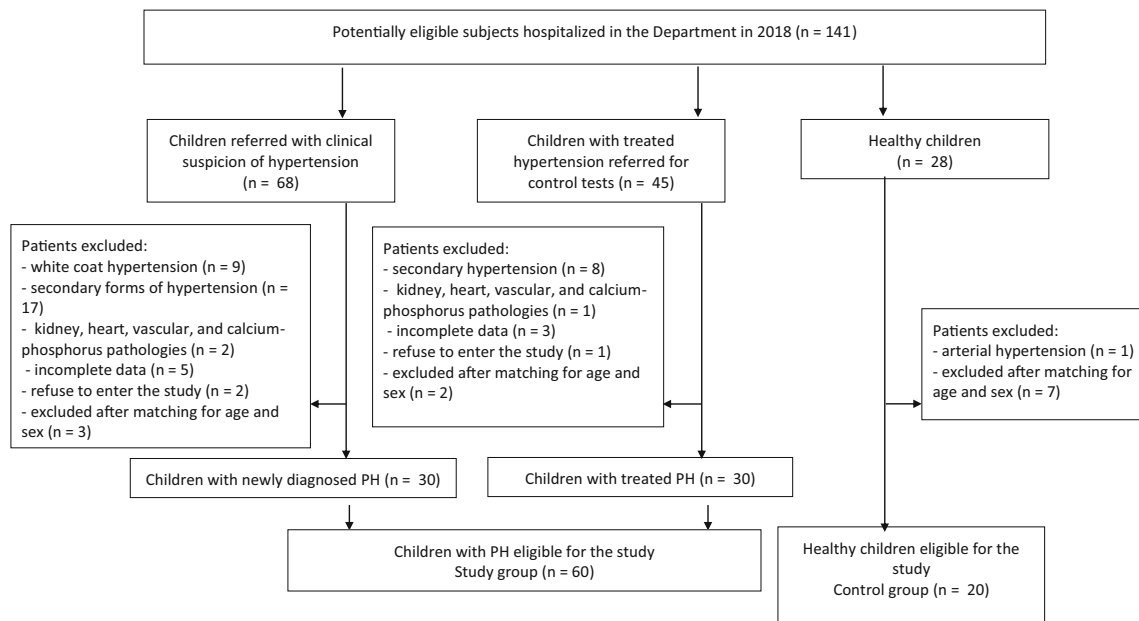 Potentially eligible subjects hospitalized in the Department in 2018 (n = 141)
Children referred with clinical
suspicion of hypertension
(n = 68)
Children with treated
hypertension referred for
control tests (n = 45)
Healthy children
(n = 28)
Patients excluded:
- white coat hypertension (n = 9)
- secondary forms of hypertension (n =
17)
- kidney, heart, vascular, and calcium-
phosphorus pathologies (n = 2)
- incomplete data (n = 5)
- refuse to enter the study (n = 2)
- excluded after matching for age and
sex (n = 3)
Patients excluded:
- secondary hypertension (n = 8)
- kidney, heart, vascular, and calcium-
phosphorus pathologies (n = 1)
- incomplete data (n = 3)
- refuse to enter the study (n = 1)
- excluded after matching for age and
sex (n = 2)
Patients excluded:
- arterial hypertension (n = 1)
- excluded after matching for
age and sex (n = 7)
Children with newly diagnosed PH (n = 30)
Children with treated PH (n = 30)
Children with PH eligible for the study
Study group (n = 60)
Healthy children eligible for the
study
Control group (n = 20)